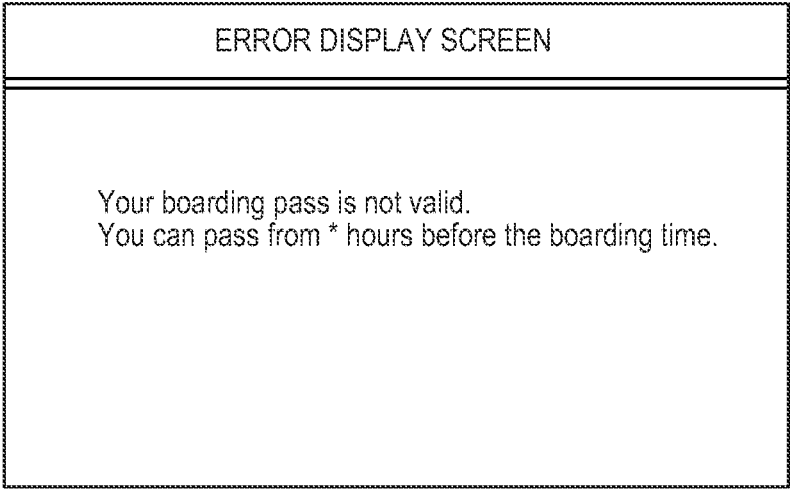 ERROR DISPLAY SCREEN
Your boarding pass is not valid.
You can pass from * hours before the boarding time.